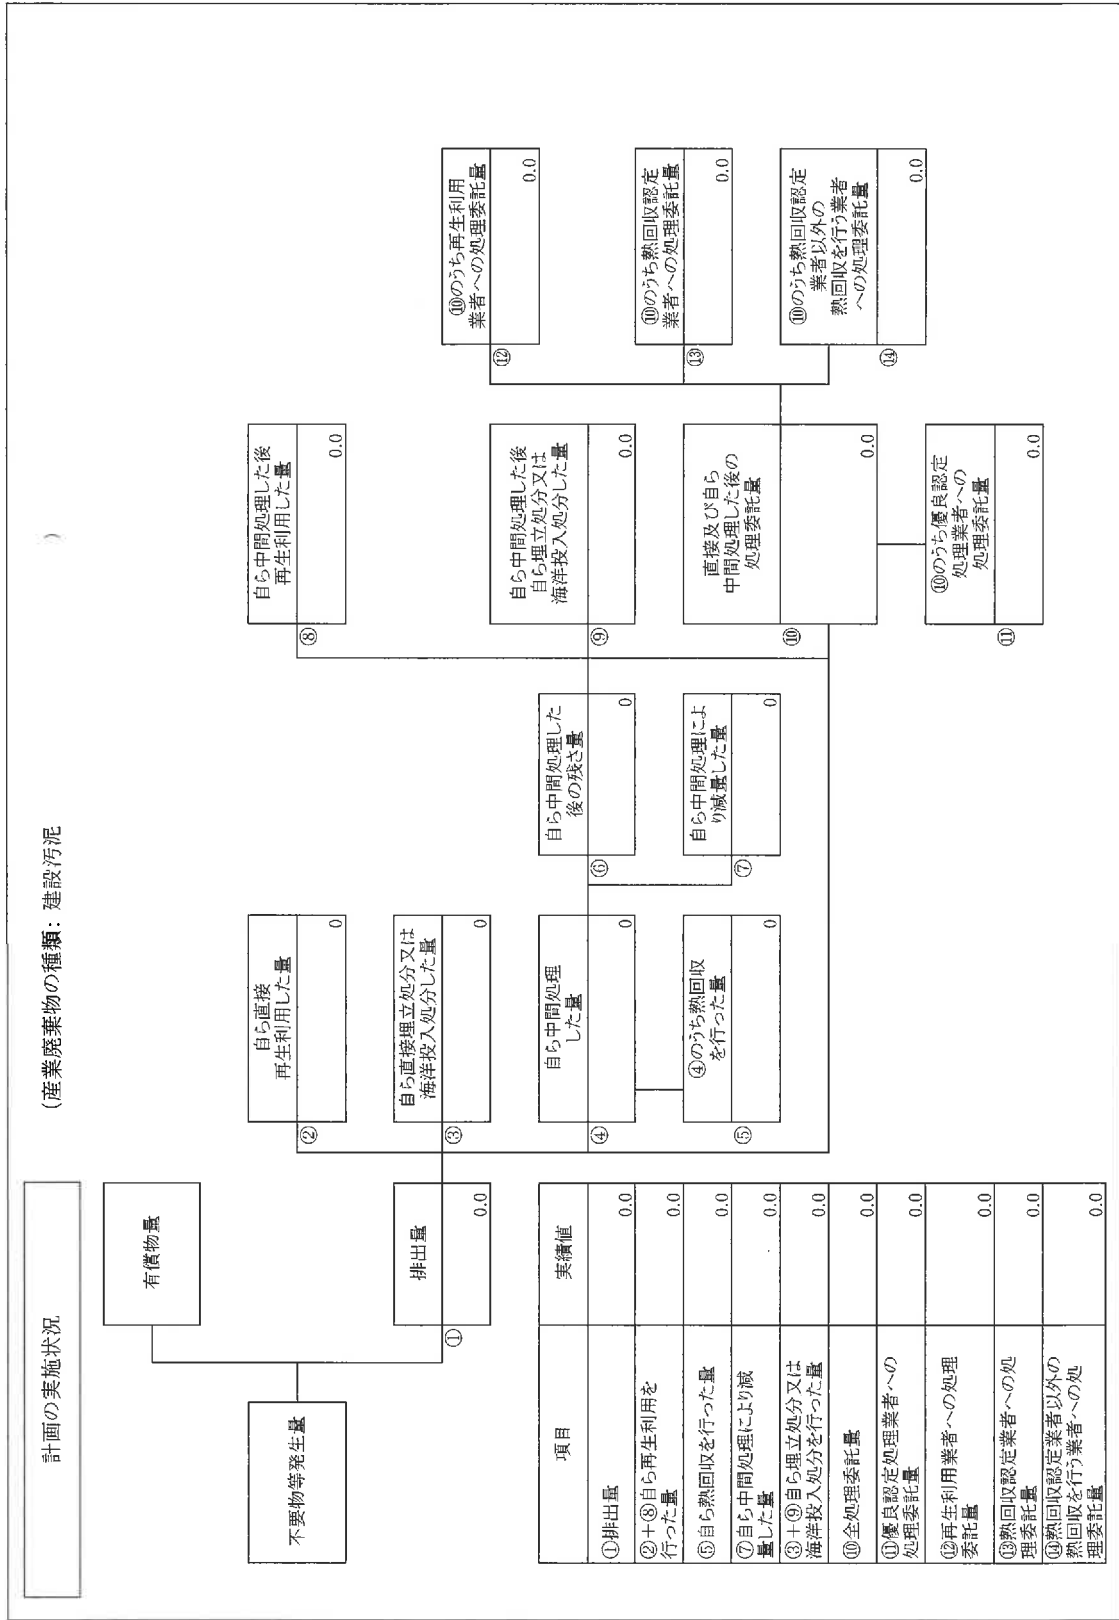 計画の実施状況
(産業廃棄物の種類: 建設汚泥
不要物等発生量
有償物量
①
排出量
0.0
②
自ら直接
再生利用した量
0
③
自ら直接埋立処分又は
海洋投入処分した量
0
④
自ら中間処理
した量
0
⑤
④のうち熱回収
を行った量
0
⑥
自ら中間処理した
後の残さ量
0
⑦
自ら中間処理によ
り減量した量
0
⑧
自ら中間処理した後
再生利用した量
0.0
⑨
自ら中間処理した後
自ら埋立処分又は
海洋投入処分した量
0.0
⑩
直接及び自ら
中間処理した後の
処理委託量
0.0
⑪
⑩のうち優良認定
処理業者への
処理委託量
0.0
⑫
⑩のうち再生利用
業者への処理委託量
0.0
⑬
⑩のうち熱回収認定
業者への処理委託量
0.0
⑭
⑩のうち熱回収認定
業者以外の
熱回収を行う業者
への処理委託量
0.0
項目 実績値
①排出量 0.0
②+⑧自ら再生利用を
行った量 0.0
⑤自ら熱回収を行った量 0.0
⑦自ら中間処理により減
量した量 0.0
③+⑨自ら埋立処分又は
海洋投入処分を行った量 0.0
⑩全処理委託量 0.0
⑪優良認定処理業者への
処理委託量 0.0
⑫再生利用業者への処理
委託量 0.0
⑬熱回収認定業者への処
理委託量 0.0
⑭熱回収認定業者以外の
熱回収を行う業者への処
理委託量 0.0